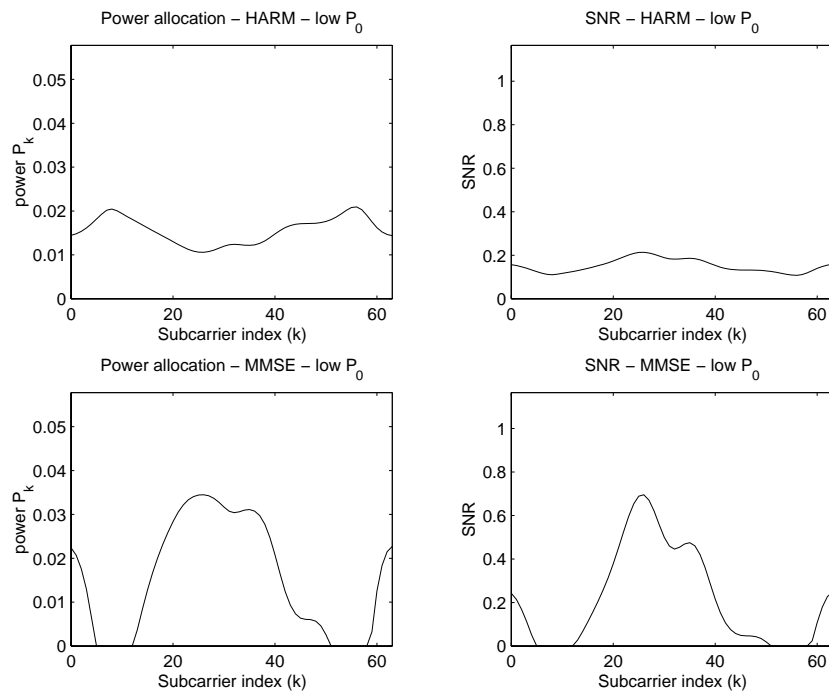 Power allocation – HARM – low P0
0.05
0.04
0.03
0.02
0.01
0
power Pk
0 20 40 60
Subcarrier index (k)
SNR – HARM – low P0
1
0.8
0.6
0.4
0.2
0
SNR
0 20 40 60
Subcarrier index (k)
Power allocation – MMSE – low P0
0.05
0.04
0.03
0.02
0.01
0
power Pk
0 20 40 60
Subcarrier index (k)
SNR – MMSE – low P0
1
0.8
0.6
0.4
0.2
0
SNR
0 20 40 60
Subcarrier index (k)